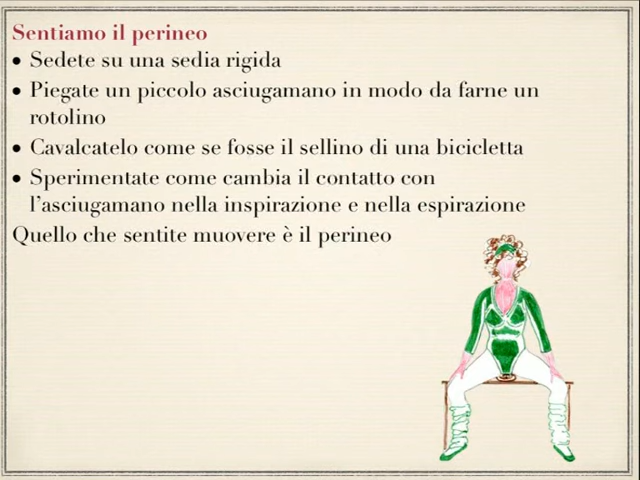 Sentiamo il perineo
• Sedete su una sedia rigida
• Piegate un piccolo asciugamano in modo da farne un
rotolino
• Cavalcatelo come se fosse il sellino di una bicicletta
• Sperimentate come cambia il contatto con
l’asciugamano nella inspirazione e nella espirazione
Quello che sentite muovere è il perineo